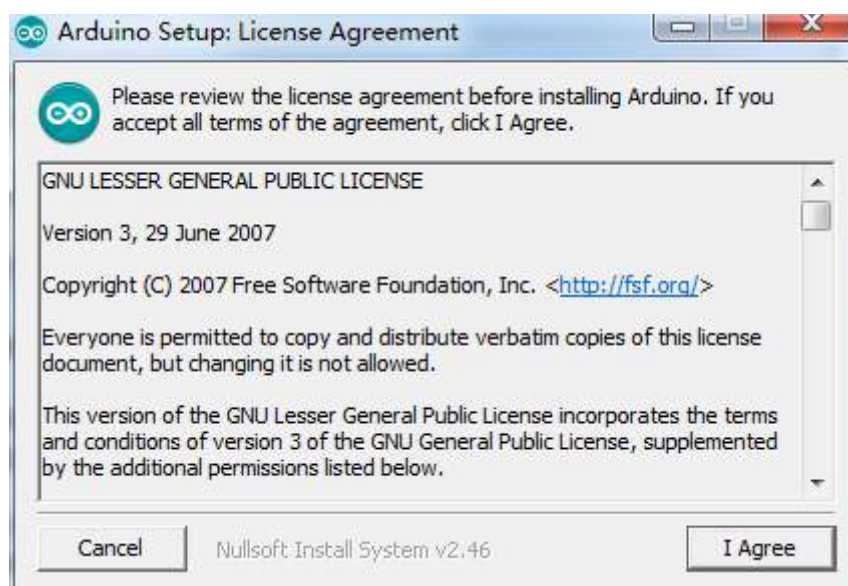 Arduino Setup: License Agreement
Please review the license agreement before installing Arduino. If you
accept all terms of the agreement, click I Agree.
GNU LESSER GENERAL PUBLIC LICENSE
Version 3, 29 June 2007
Copyright (C) 2007 Free Software Foundation, Inc. <http://fsf.org/>
Everyone is permitted to copy and distribute verbatim copies of this license
document, but changing it is not allowed.
This version of the GNU Lesser General Public License incorporates the terms
and conditions of version 3 of the GNU General Public License, supplemented
by the additional permissions listed below.
Cancel Nullsoft Install System v2.46 I Agree